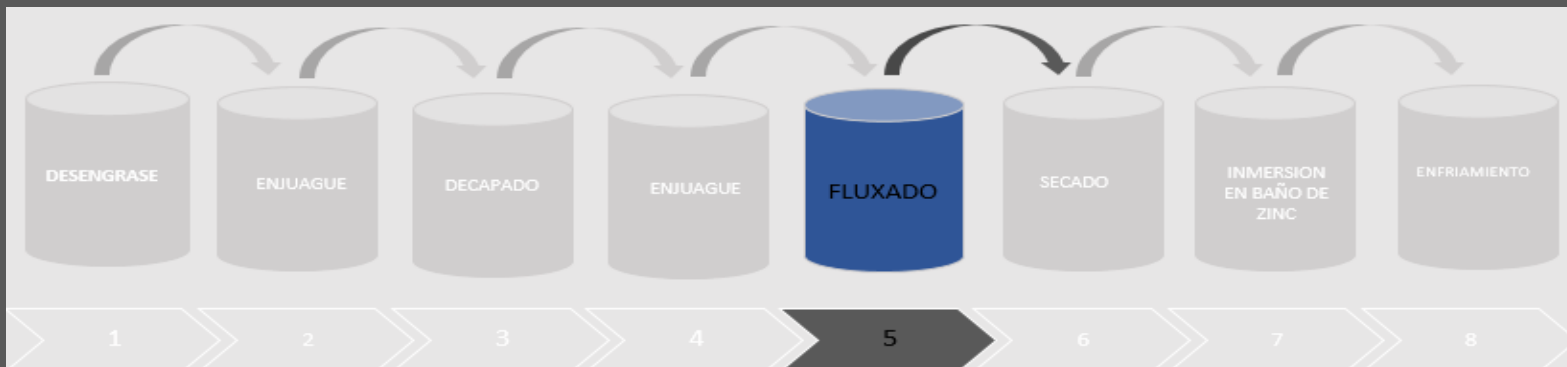 DESENGRASE
ENJUAGUE
DECAPADO
ENJUAGUE
FLUXADO
SECADO
INMERSION
EN BAÑO DE
ZINC
ENFRIAMIENTO
1
2
3
4
5
6
7
8